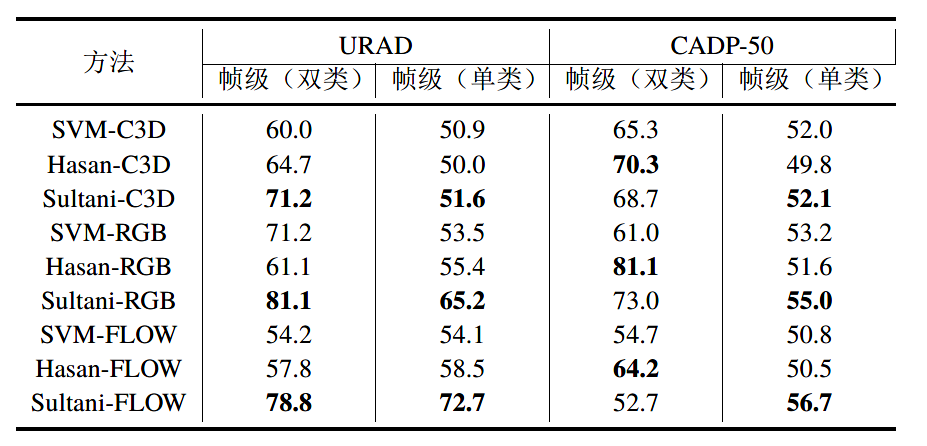 方法 URAD CADP-50
帧级（双类） 帧级（单类） 帧级（双类） 帧级（单类）
SVM-C3D 60.0 50.9 65.3 52.0
Hasan-C3D 64.7 50.0 70.3 49.8
Sultani-C3D 71.2 51.6 68.7 52.1
SVM-RGB 71.2 53.5 61.0 53.2
Hasan-RGB 61.1 55.4 81.1 51.6
Sultani-RGB 81.1 65.2 73.0 55.0
SVM-FLOW 54.2 54.1 54.7 50.8
Hasan-FLOW 57.8 58.5 64.2 50.5
Sultani-FLOW 78.8 72.7 52.7 56.7